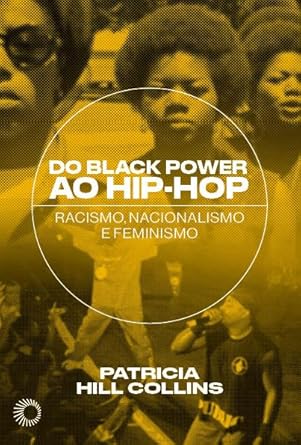 DO BLACK POWER
AO HIP-HOP
RACISMO, NACIONALISMO
E FEMINISMO
PATRICIA
HILL COLLINS